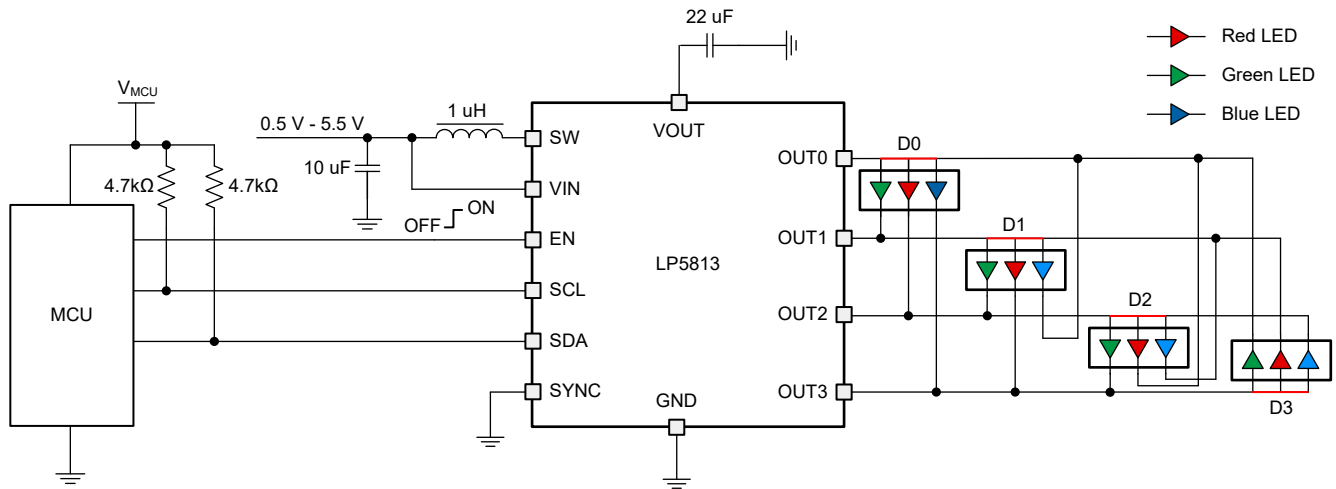 22 uF
Red LED
Green LED
Blue LED
VMCU
0.5 V - 5.5 V
1 uH
10 uF
4.7kΩ
4.7kΩ
OFF
ON
MCU
SW
VIN
EN
SCL
SDA
SYNC
VOUT
LP5813
GND
OUT0
OUT1
OUT2
OUT3
D0
D1
D2
D3